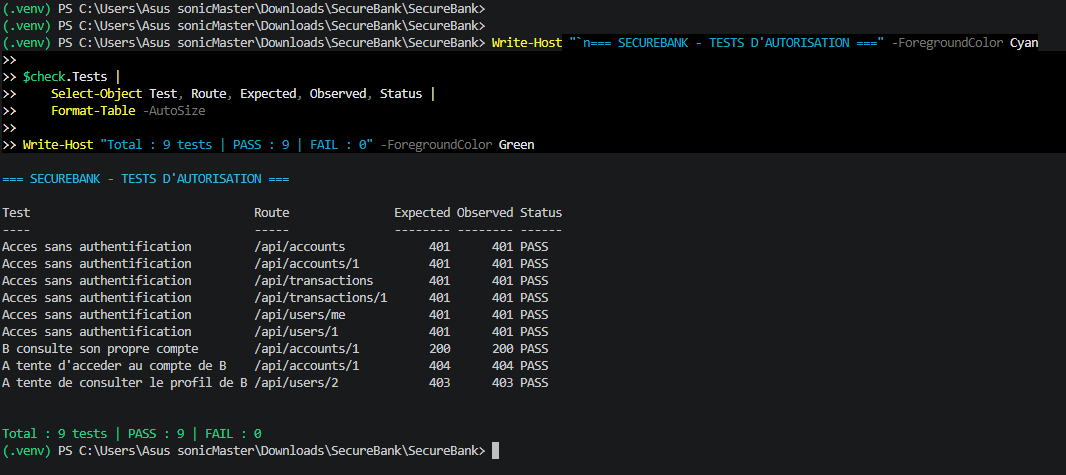 (.venv) PS C:\Users\Asus sonicMaster\Downloads\SecureBank\SecureBank>
(.venv) PS C:\Users\Asus sonicMaster\Downloads\SecureBank\SecureBank>
(.venv) PS C:\Users\Asus sonicMaster\Downloads\SecureBank\SecureBank> Write-Host "`n=== SECUREBANK - TESTS D'AUTORISATION ===" -ForegroundColor Cyan
>>
>> $check.Tests |
>>     Select-Object Test, Route, Expected, Observed, Status |
>>     Format-Table -AutoSize
>>
>> Write-Host "Total : 9 tests | PASS : 9 | FAIL : 0" -ForegroundColor Green
=== SECUREBANK - TESTS D'AUTORISATION ===
Test                              Route                Expected Observed Status
----                              -----                -------- -------- ------
Acces sans authentification       /api/accounts             401      401 PASS
Acces sans authentification       /api/accounts/1           401      401 PASS
Acces sans authentification       /api/transactions         401      401 PASS
Acces sans authentification       /api/transactions/1       401      401 PASS
Acces sans authentification       /api/users/me             401      401 PASS
Acces sans authentification       /api/users/1              401      401 PASS
B consulte son propre compte      /api/accounts/1           200      200 PASS
A tente d'acceder au compte de B  /api/accounts/1           404      404 PASS
A tente de consulter le profil de B /api/users/2            403      403 PASS
Total : 9 tests | PASS : 9 | FAIL : 0
(.venv) PS C:\Users\Asus sonicMaster\Downloads\SecureBank\SecureBank>